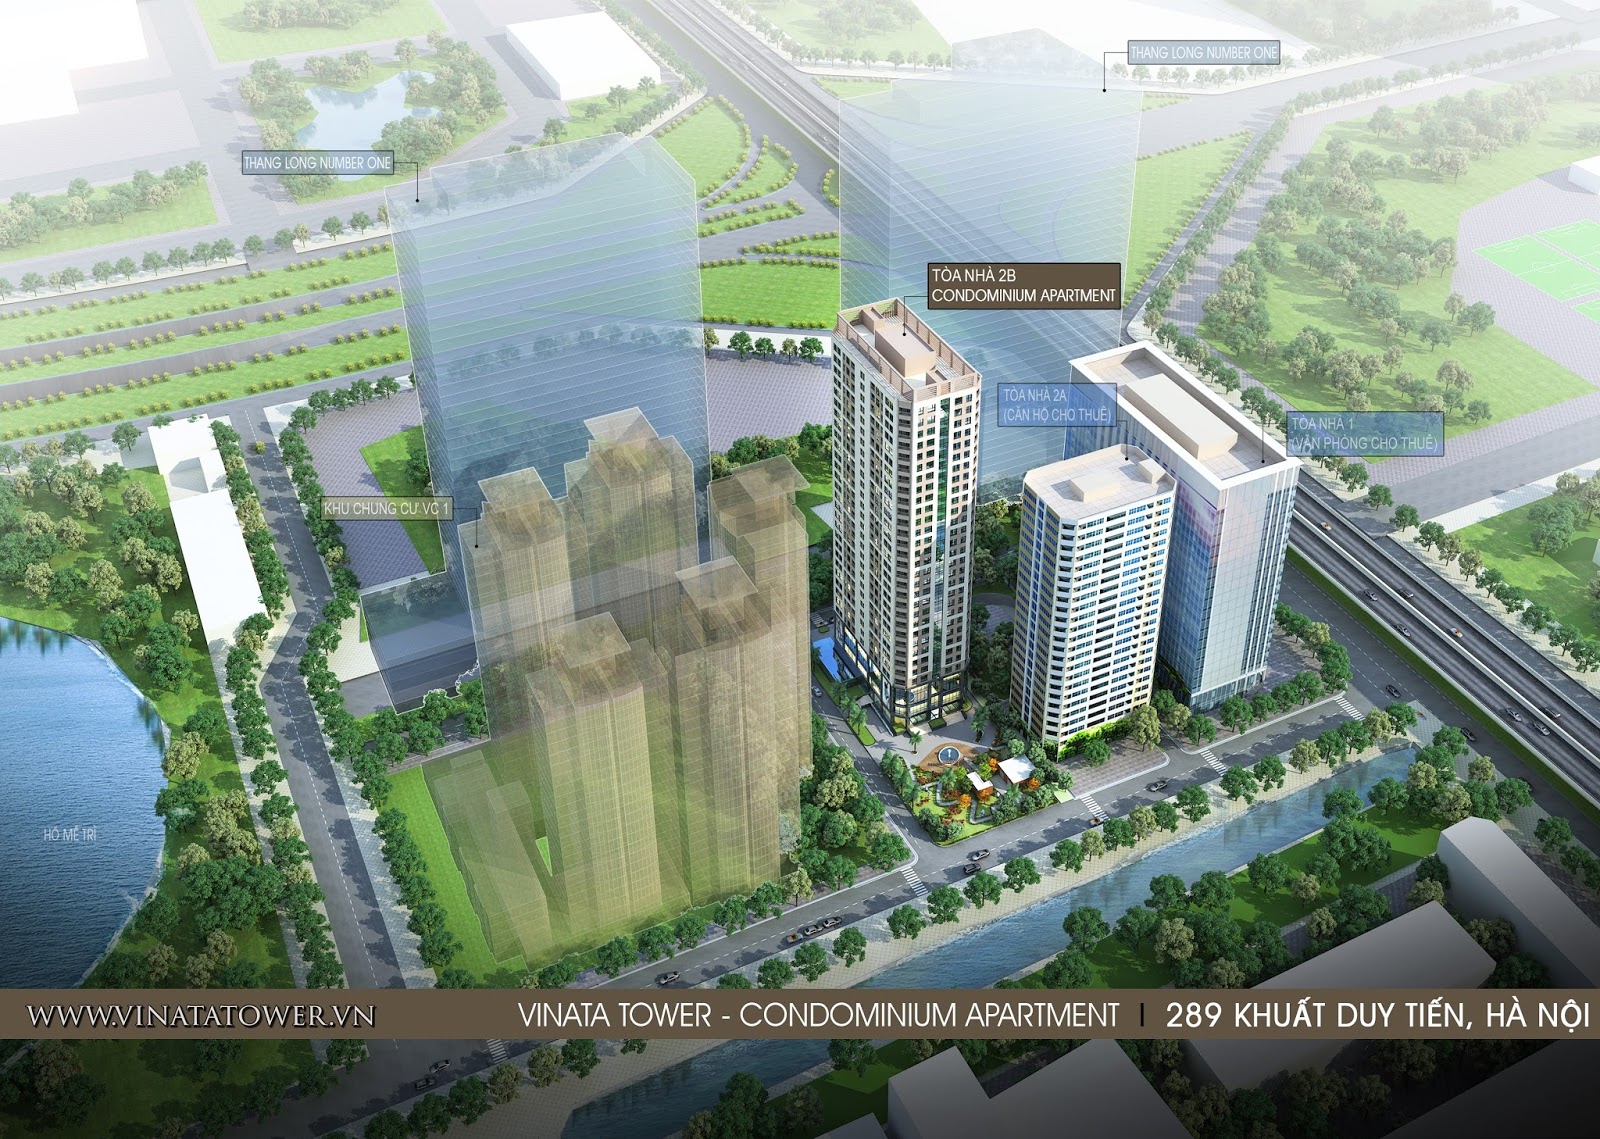 THANG LONG NUMBER ONE
THANG LONG NUMBER ONE
TÒA NHÀ 2B
CONDOMINIUM APARTMENT
TÒA NHÀ 2A
(CĂN HỘ CHO THUÊ)
TÒA NHÀ 1
(VĂN PHÒNG CHO THUÊ)
KHU CHUNG CƯ VC 1
HỒ MỄ TRÌ
WWW.VINATATOWER.VN
VINATA TOWER - CONDOMINIUM APARTMENT | 289 KHUẤT DUY TIẾN, HÀ NỘI